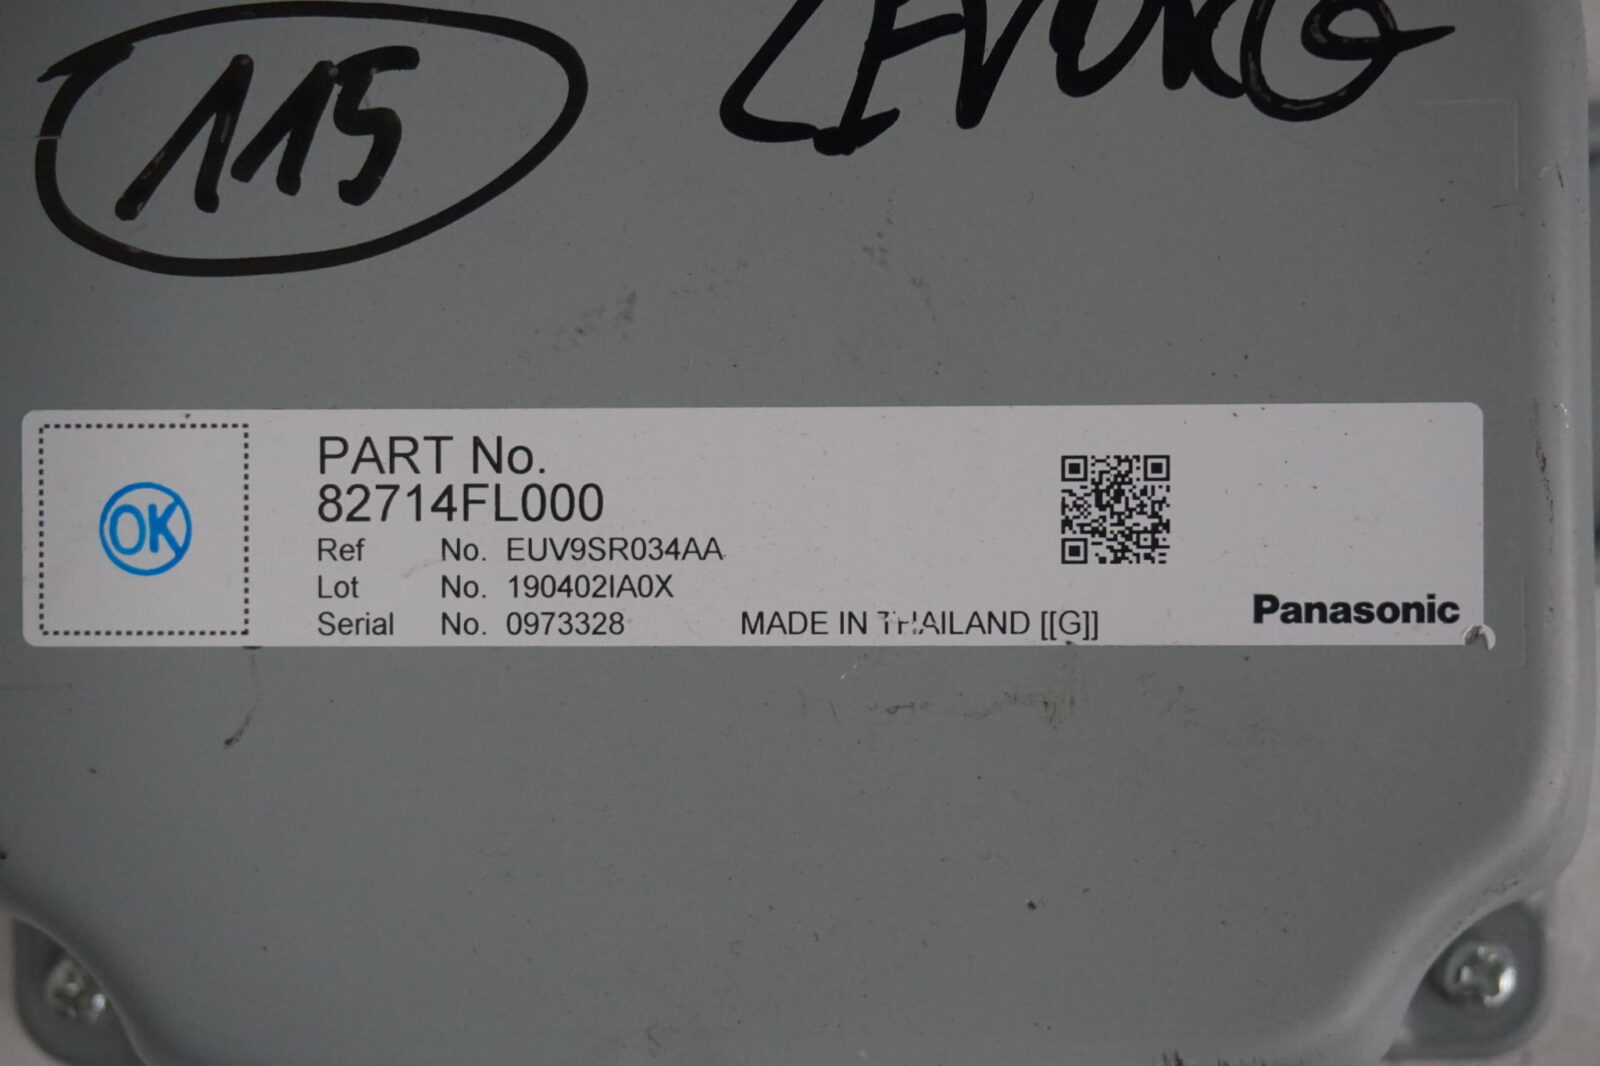 115
LEVORG
OK
PART No.
82714FL000
Ref No. EUV9SR034AA
Lot No. 190402IA0X
Serial No. 0973328
MADE IN THAILAND [[G]]
Panasonic